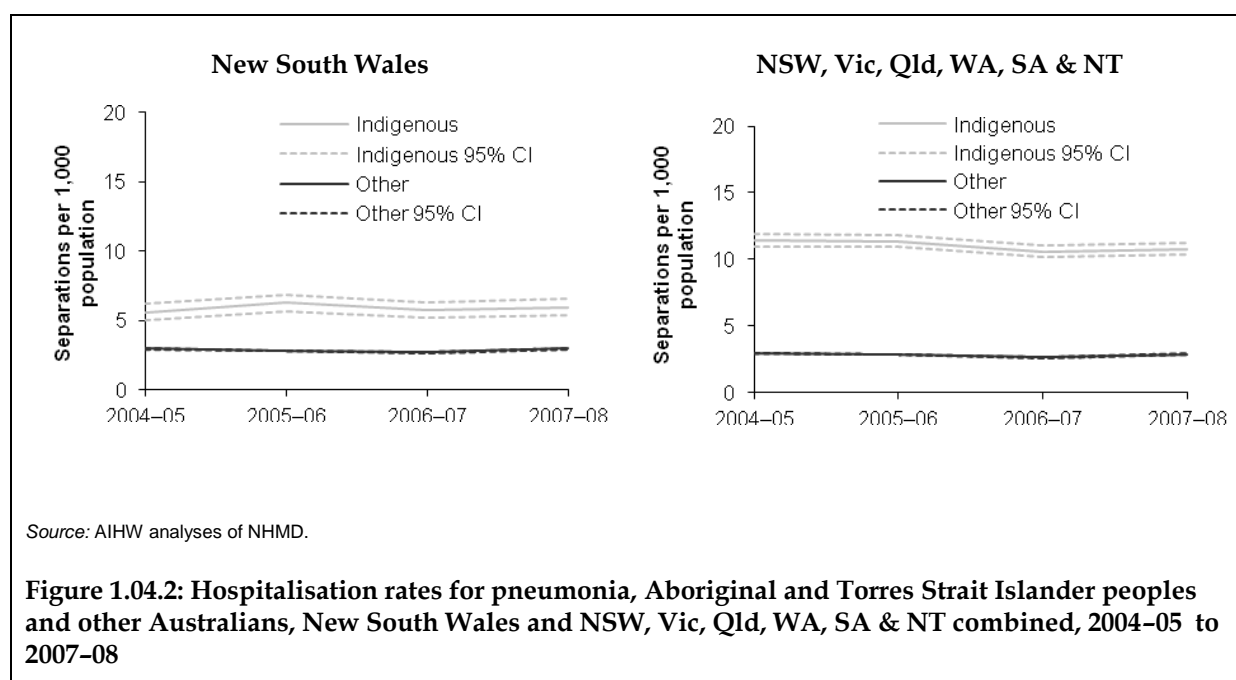 New South Wales
Separations per 1,000
population
20
15
10
5
0
Indigenous
Indigenous 95% CI
Other
Other 95% CI
2004–05 2005–06 2006–07 2007–08
NSW, Vic, Qld, WA, SA & NT
Separations per 1,000
population
20
15
10
5
0
Indigenous
Indigenous 95% CI
Other
Other 95% CI
2004–05 2005–06 2006–07 2007–08
Source: AIHW analyses of NHMD.
Figure 1.04.2: Hospitalisation rates for pneumonia, Aboriginal and Torres Strait Islander peoples
and other Australians, New South Wales and NSW, Vic, Qld, WA, SA & NT combined, 2004–05 to
2007–08